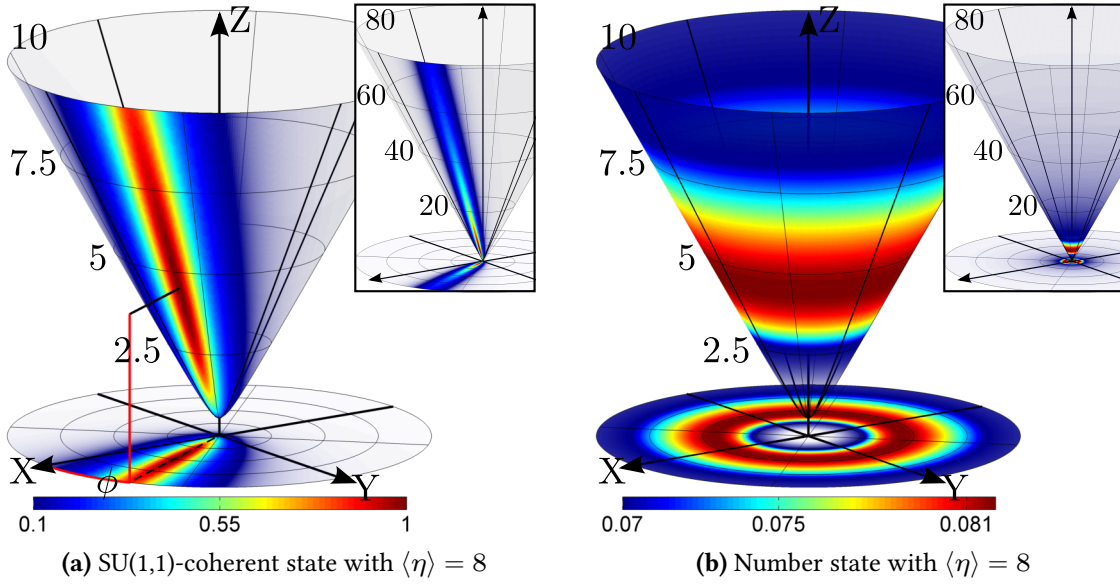 10
Z
80
60
40
20
7.5
5
2.5
X
ϕ
Y
0.1 0.55 1
(a) SU(1,1)-coherent state with ⟨η⟩ = 8
10
Z
80
60
40
20
7.5
5
2.5
X
Y
0.07 0.075 0.081
(b) Number state with ⟨η⟩ = 8